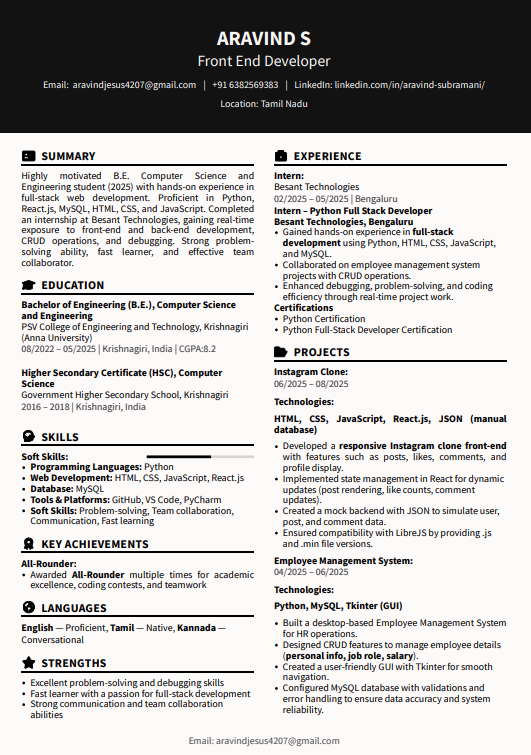 ARAVIND S
Front End Developer
Email: aravindjesus4207@gmail.com | +91 6382569383 | LinkedIn: linkedin.com/in/aravind-subramani/
Location: Tamil Nadu
SUMMARY
Highly motivated B.E. Computer Science and
Engineering student (2025) with hands-on experience in
full-stack web development. Proficient in Python,
React.js, MySQL, HTML, CSS, and JavaScript. Completed
an internship at Besant Technologies, gaining real-time
exposure to front-end and back-end development,
CRUD operations, and debugging. Strong problem-
solving ability, fast learner, and effective team
collaborator.
EDUCATION
Bachelor of Engineering (B.E.), Computer Science
and Engineering
PSV College of Engineering and Technology, Krishnagiri
(Anna University)
08/2022 – 05/2025 | Krishnagiri, India | CGPA:8.2
Higher Secondary Certificate (HSC), Computer
Science
Government Higher Secondary School, Krishnagiri
2016 – 2018 | Krishnagiri, India
SKILLS
Soft Skills:
• Programming Languages: Python
• Web Development: HTML, CSS, JavaScript, React.js
• Database: MySQL
• Tools & Platforms: GitHub, VS Code, PyCharm
• Soft Skills: Problem-solving, Team collaboration,
Communication, Fast learning
KEY ACHIEVEMENTS
All-Rounder:
• Awarded All-Rounder multiple times for academic
excellence, coding contests, and teamwork
LANGUAGES
English — Proficient, Tamil — Native, Kannada —
Conversational
STRENGTHS
• Excellent problem-solving and debugging skills
• Fast learner with a passion for full-stack development
• Strong communication and team collaboration
abilities
EXPERIENCE
Intern:
Besant Technologies
02/2025 – 05/2025 | Bengaluru
Intern – Python Full Stack Developer
Besant Technologies, Bengaluru
• Gained hands-on experience in full-stack
development using Python, HTML, CSS, JavaScript,
and MySQL.
• Collaborated on employee management system
projects with CRUD operations.
• Enhanced debugging, problem-solving, and coding
efficiency through real-time project work.
Certifications
• Python Certification
• Python Full-Stack Developer Certification
PROJECTS
Instagram Clone:
06/2025 – 08/2025
Technologies:
HTML, CSS, JavaScript, React.js, JSON (manual
database)
• Developed a responsive Instagram clone front-end
with features such as posts, likes, comments, and
profile display.
• Implemented state management in React for dynamic
updates (post rendering, like counts, comment
updates).
• Created a mock backend with JSON to simulate user,
post, and comment data.
• Ensured compatibility with LibreJS by providing .js
and .min file versions.
Employee Management System:
04/2025 – 06/2025
Technologies:
Python, MySQL, Tkinter (GUI)
• Built a desktop-based Employee Management System
for HR operations.
• Designed CRUD features to manage employee details
(personal info, job role, salary).
• Created a user-friendly GUI with Tkinter for smooth
navigation.
• Configured MySQL database with validations and
error handling to ensure data accuracy and system
reliability.
Email: aravindjesus4207@gmail.com